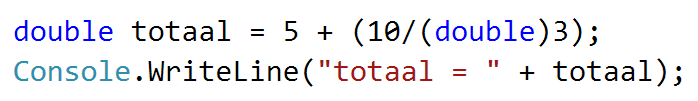 double totaal = 5 + (10/(double)3);
Console.WriteLine("totaal = " + totaal);